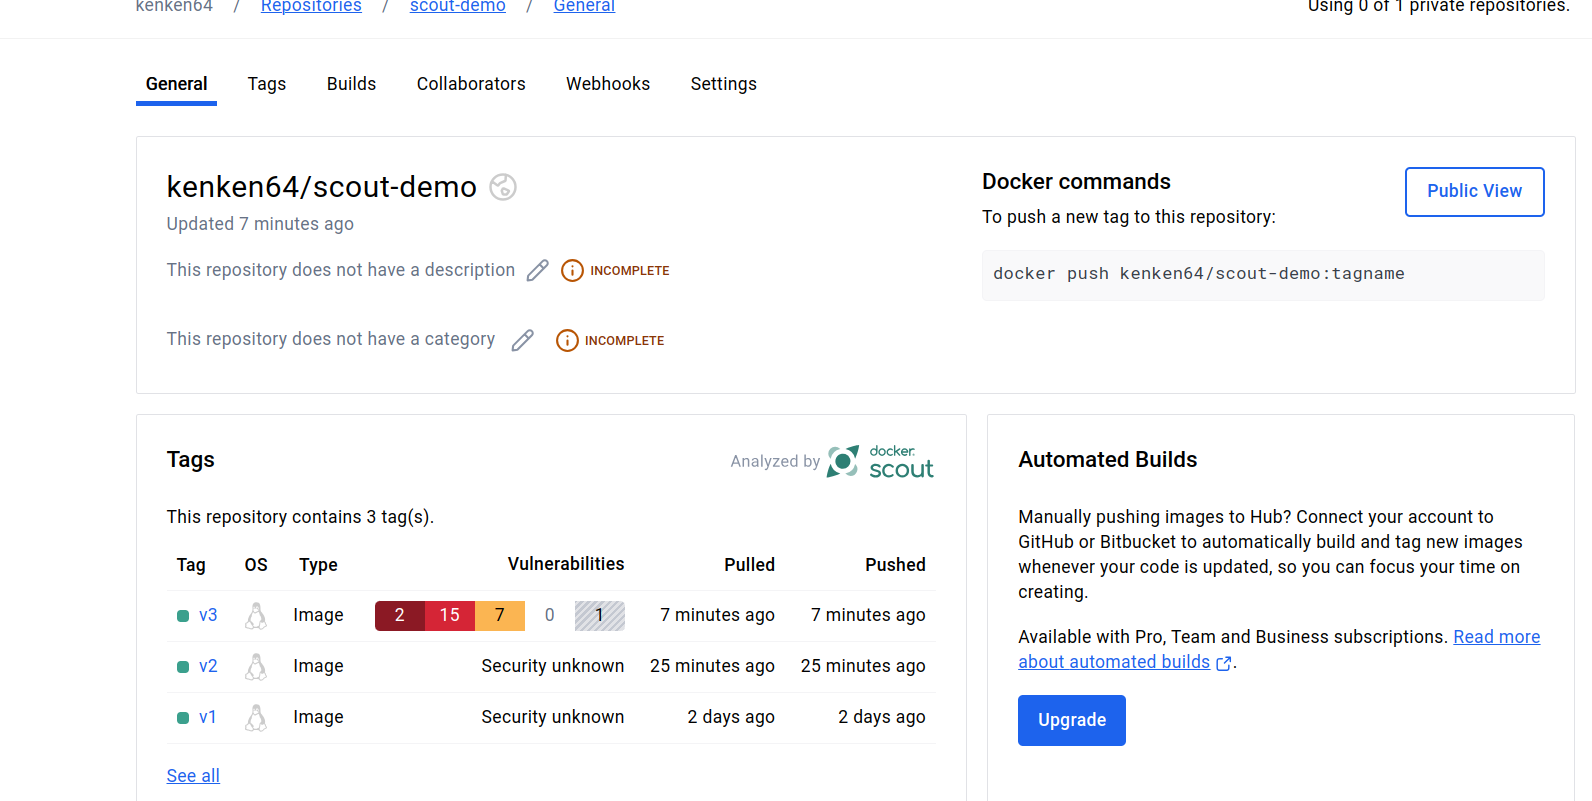 kenken64 / Repositories / scout-demo / General
Using 0 of 1 private repositories.
General Tags Builds Collaborators Webhooks Settings
kenken64/scout-demo
Updated 7 minutes ago
This repository does not have a description INCOMPLETE
This repository does not have a category INCOMPLETE
Docker commands
Public View
To push a new tag to this repository:
docker push kenken64/scout-demo:tagname
Tags
Analyzed by docker scout
This repository contains 3 tag(s).
Tag OS Type Vulnerabilities Pulled Pushed
v3 Image 2 15 7 0 1 7 minutes ago 7 minutes ago
v2 Image Security unknown 25 minutes ago 25 minutes ago
v1 Image Security unknown 2 days ago 2 days ago
See all
Automated Builds
Manually pushing images to Hub? Connect your account to
GitHub or Bitbucket to automatically build and tag new images
whenever your code is updated, so you can focus your time on
creating.
Available with Pro, Team and Business subscriptions. Read more
about automated builds.
Upgrade